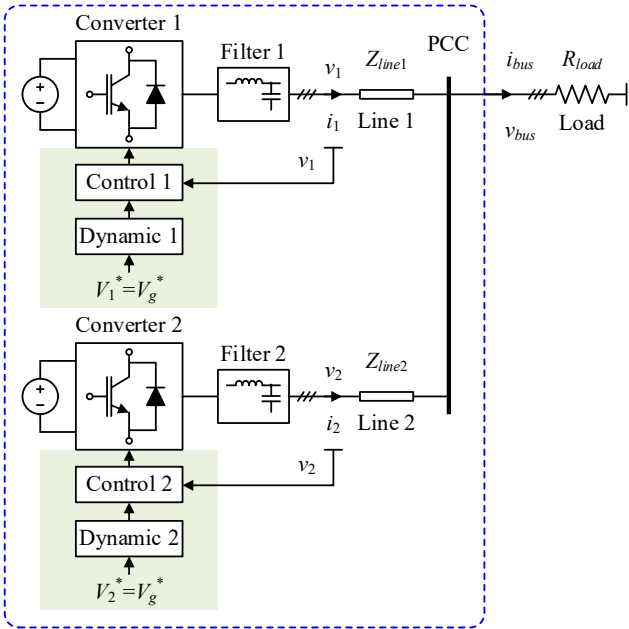 Converter 1
Filter 1
v1
Zline1
PCC
ibus
Rload
i1
Line 1
vbus
Load
v1
Control 1
Dynamic 1
V1*=Vg*
Converter 2
Filter 2
v2
Zline2
i2
Line 2
v2
Control 2
Dynamic 2
V2*=Vg*